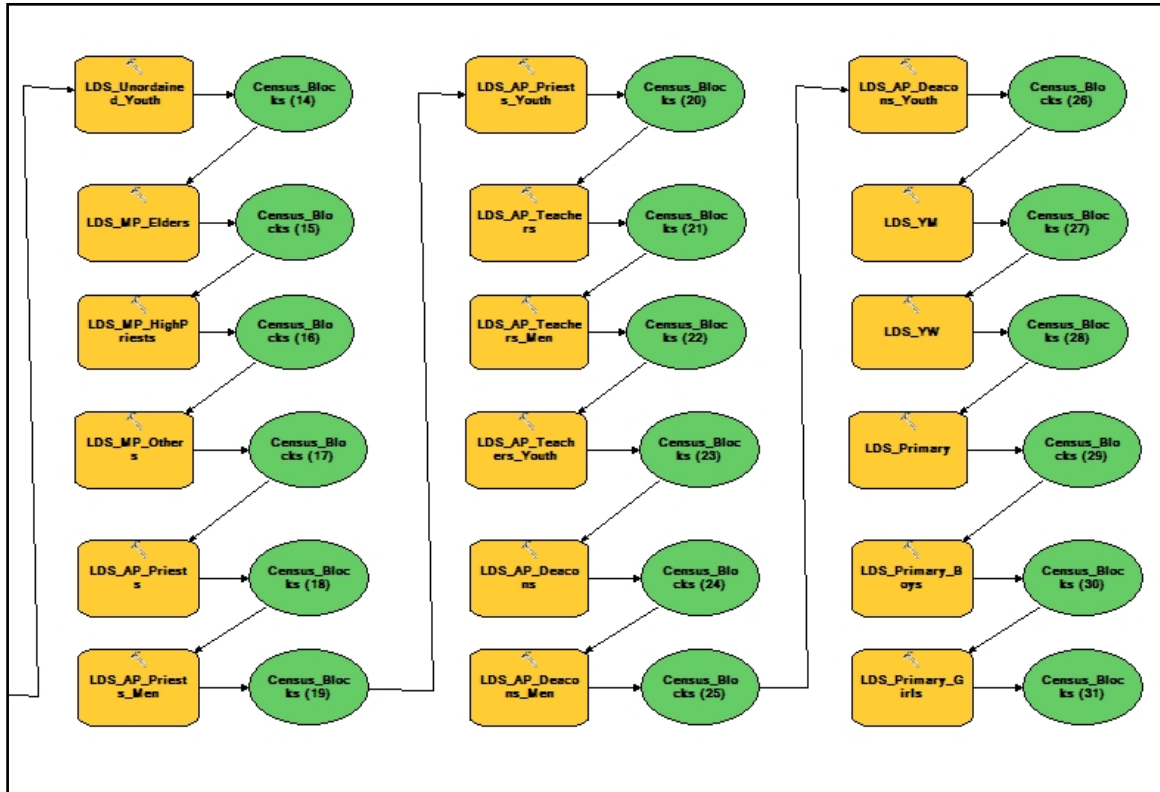 LDS_Unordaine
d_Youth
Census_Bloc
ks (14)
LDS_MP_Elders
Census_Blo
cks (15)
LDS_MP_HighP
riests
Census_Blo
cks (16)
LDS_MP_Other
s
Census_Blo
cks (17)
LDS_AP_Priest
s
Census_Bloc
ks (18)
LDS_AP_Priest
s_Men
Census_Bloc
ks (19)
LDS_AP_Priest
s_Youth
Census_Bloc
ks (20)
LDS_AP_Teache
rs
Census_Bloc
ks (21)
LDS_AP_Teache
rs_Men
Census_Bloc
ks (22)
LDS_AP_Teach
ers_Youth
Census_Bloc
ks (23)
LDS_AP_Deaco
ns
Census_Blo
cks (24)
LDS_AP_Deaco
ns_Men
Census_Blo
cks (25)
LDS_AP_Deaco
ns_Youth
Census_Blo
cks (26)
LDS_YM
Census_Bloc
ks (27)
LDS_YW
Census_Bloc
ks (28)
LDS_Primary
Census_Blo
cks (29)
LDS_Primary_B
oys
Census_Bloc
ks (30)
LDS_Primary_G
irls
Census_Bloc
ks (31)